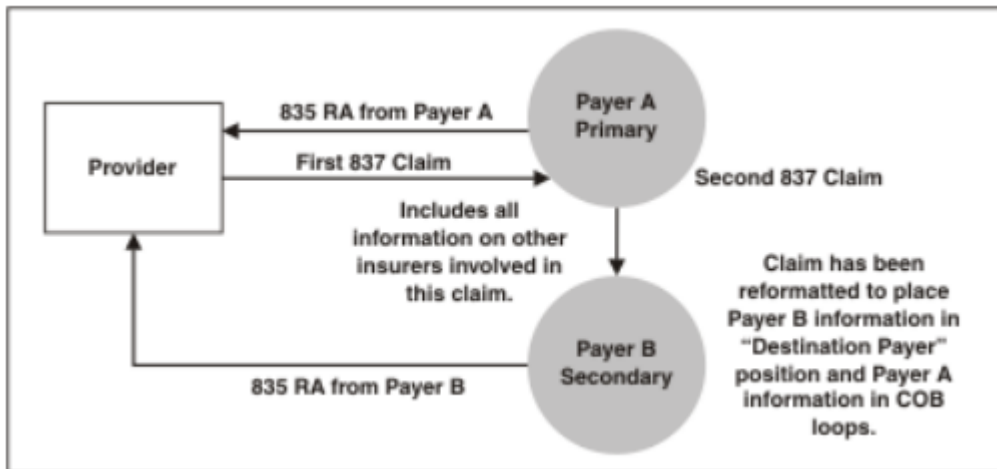 835 RA from Payer A
Provider
First 837 Claim
Payer A
Primary
Second 837 Claim
Includes all
information on other
insurers involved in
this claim.
Claim has been
reformatted to place
Payer B information in
“Destination Payer”
position and Payer A
information in COB
loops.
Payer B
Secondary
835 RA from Payer B